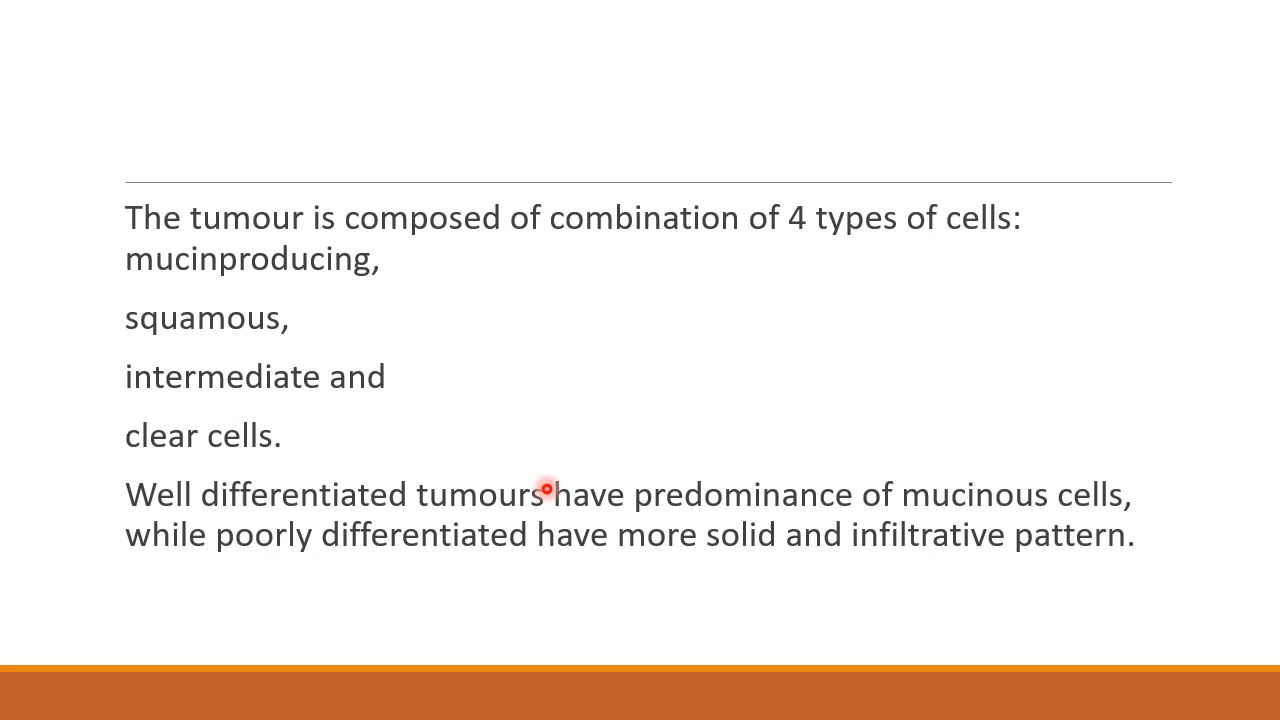 The tumour is composed of combination of 4 types of cells:
mucinproducing,
squamous,
intermediate and
clear cells.
Well differentiated tumours have predominance of mucinous cells,
while poorly differentiated have more solid and infiltrative pattern.